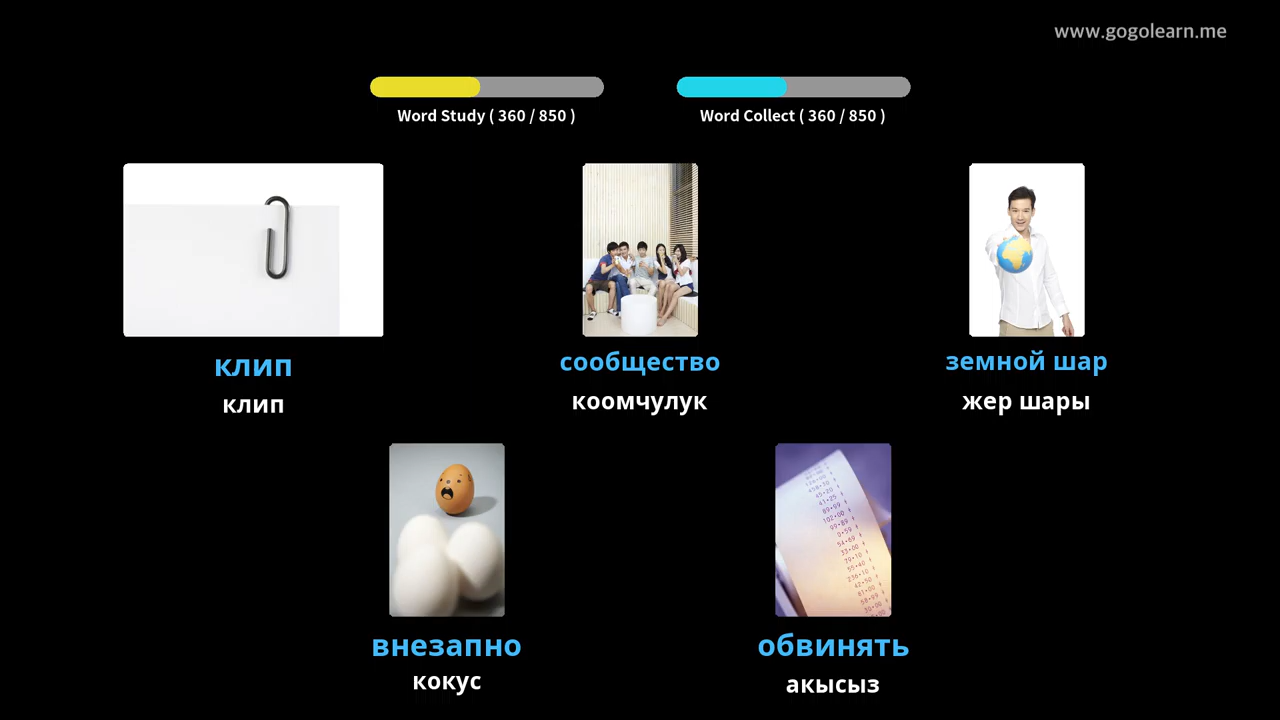 www.gogolearn.me
Word Study ( 360 / 850 )
Word Collect ( 360 / 850 )
клип
клип
сообщество
коомчулук
земной шар
жер шары
внезапно
кокус
обвинять
акысыз